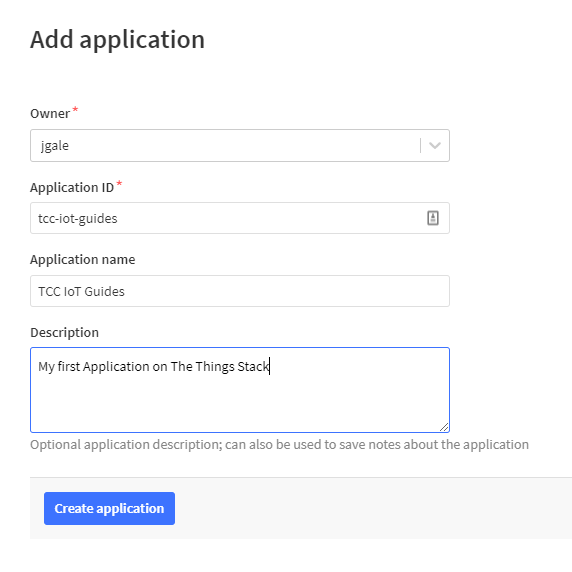 Add application
Owner*
jgale
Application ID*
tcc-iot-guides
Application name
TCC IoT Guides
Description
My first Application on The Things Stack
Optional application description; can also be used to save notes about the application
Create application